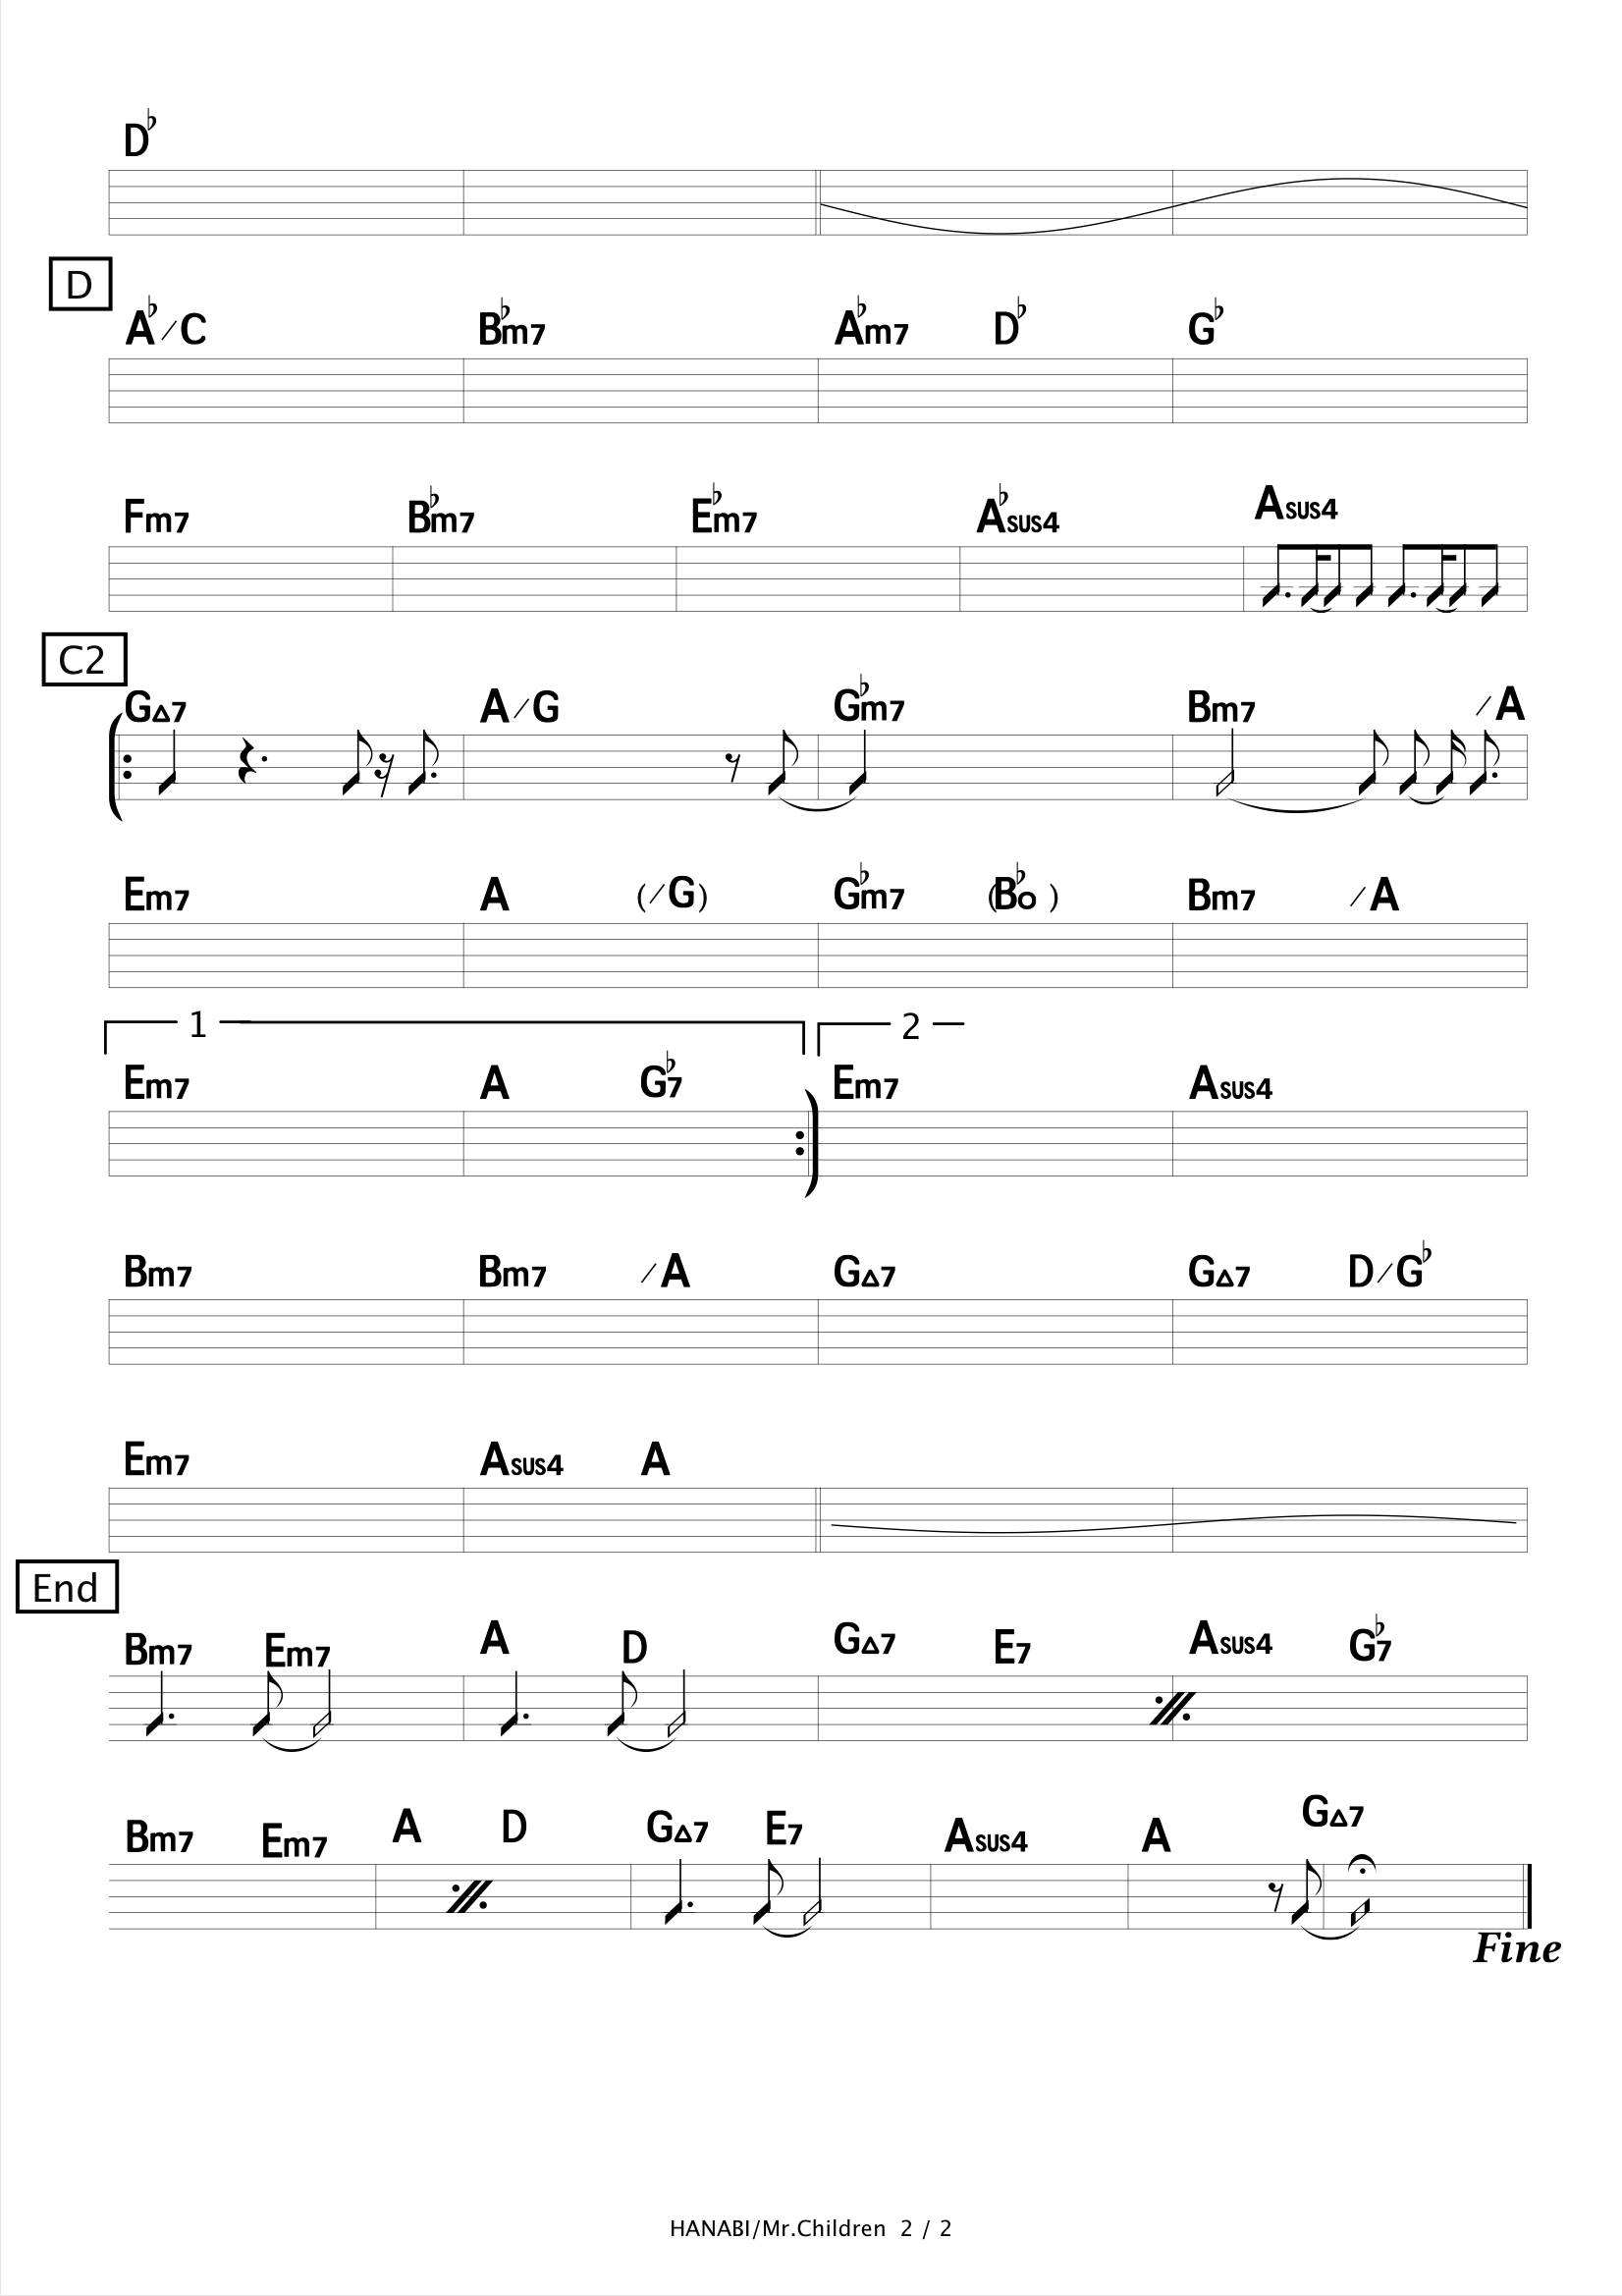 D♭
D
A♭/C B♭m7 A♭m7 D♭ G♭
Fm7 B♭m7 E♭m7 A♭sus4 Asus4
C2
G△7 A/G G♭m7 Bm7 /A
Em7 A (/G) G♭m7 (B♭o) Bm7 /A
1 2
Em7 A G♭7 Em7 Asus4
Bm7 Bm7 /A G△7 G△7 D/G♭
Em7 Asus4 A
End
Bm7 Em7 A D G△7 E7 Asus4 G♭7
Bm7 Em7 A D G△7 E7 Asus4 A G△7
Fine
HANABI/Mr.Children 2 / 2